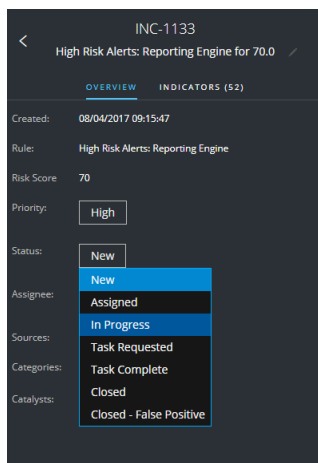 INC-1133
High Risk Alerts: Reporting Engine for 70.0
OVERVIEW INDICATORS (52)
Created: 08/04/2017 09:15:47
Rule: High Risk Alerts: Reporting Engine
Risk Score 70
Priority: High
Status: New
New
Assignee: Assigned
In Progress
Sources: Task Requested
Categories: Task Complete
Catalysts: Closed
Closed - False Positive